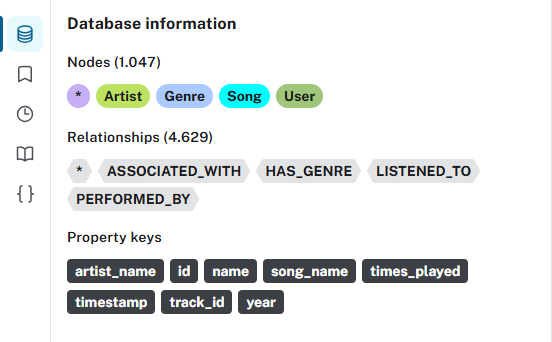 Database information
Nodes (1.047)
* Artist Genre Song User
Relationships (4.629)
* ASSOCIATED_WITH HAS_GENRE LISTENED_TO
PERFORMED_BY
Property keys
artist_name id name song_name times_played
timestamp track_id year